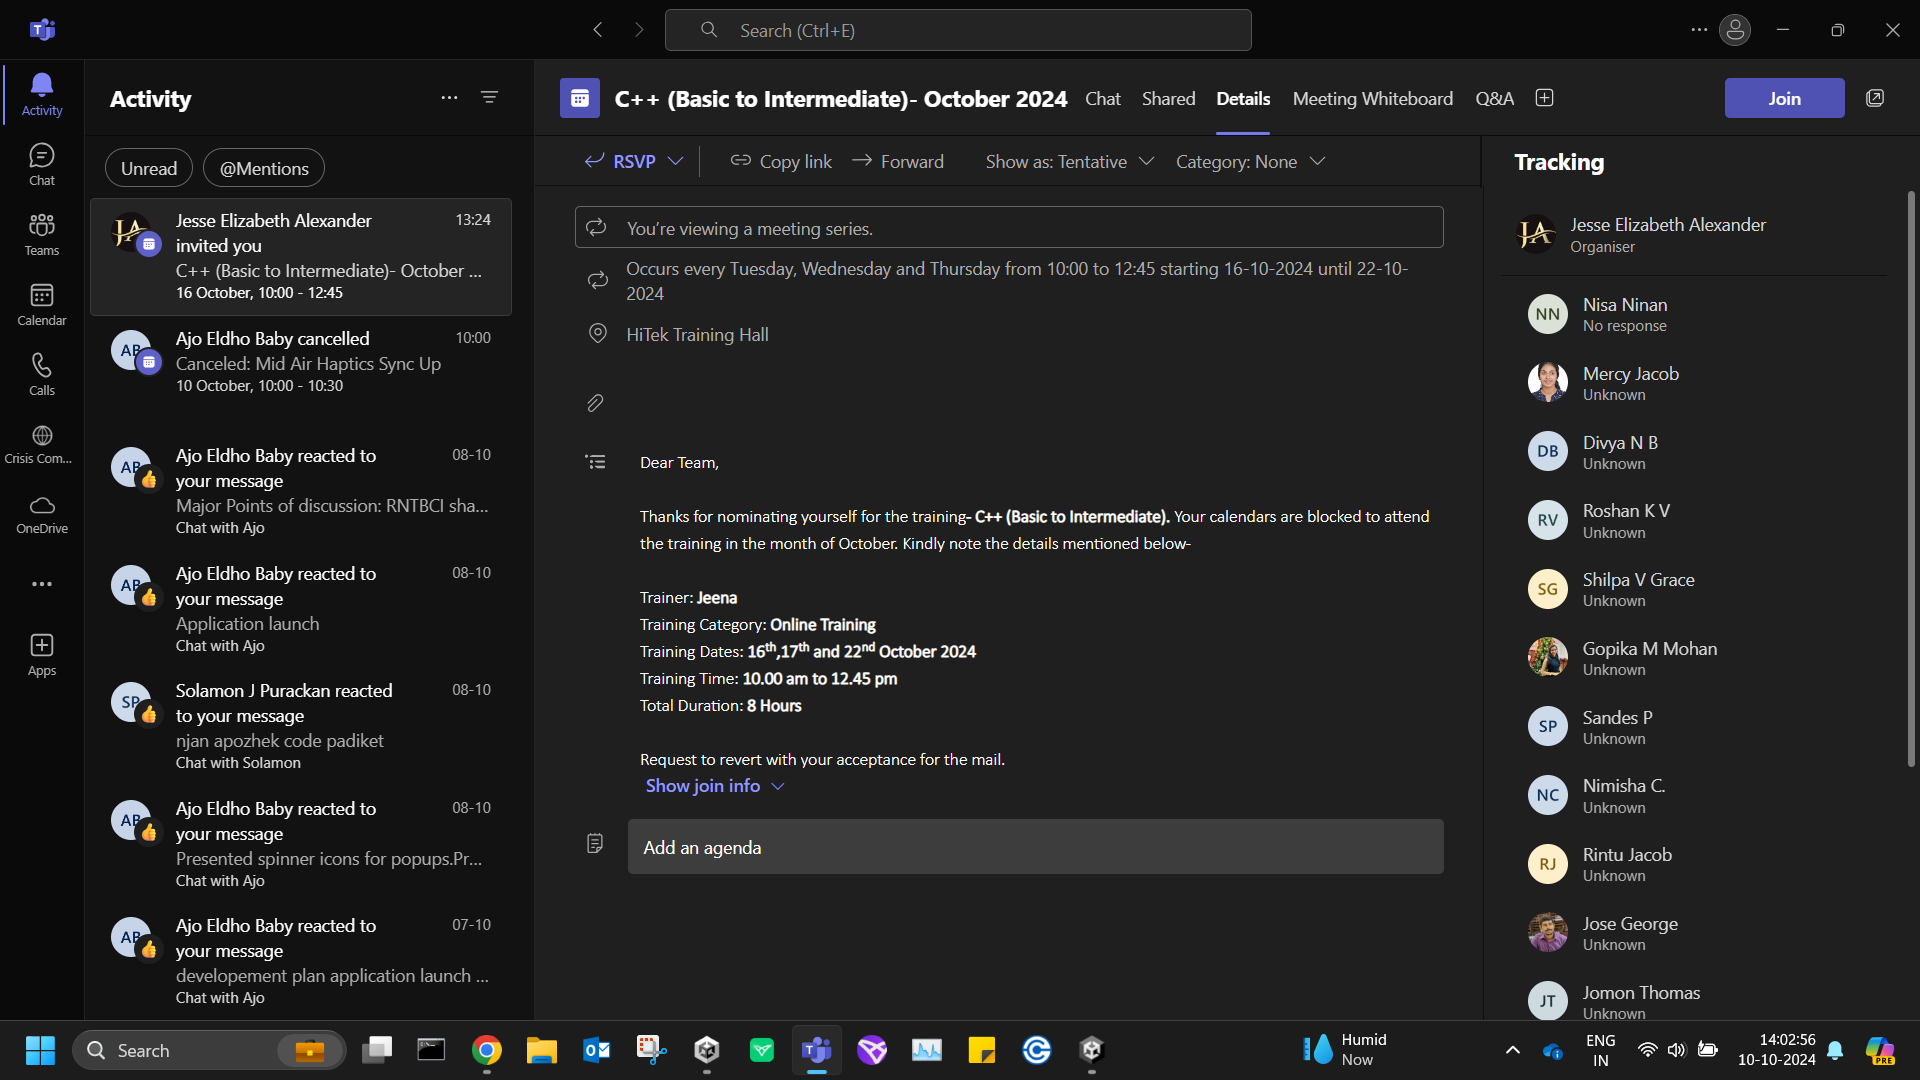 Search (Ctrl+E)
Activity
Chat
Teams
Calendar
Calls
Crisis Com...
OneDrive
Apps
Activity
Unread
@Mentions
Jesse Elizabeth Alexander
invited you
13:24
C++ (Basic to Intermediate)- October ...
16 October, 10:00 - 12:45
Ajo Eldho Baby cancelled
10:00
Canceled: Mid Air Haptics Sync Up
10 October, 10:00 - 10:30
Ajo Eldho Baby reacted to
your message
08-10
Major Points of discussion: RNTBCI sha...
Chat with Ajo
Ajo Eldho Baby reacted to
your message
08-10
Application launch
Chat with Ajo
Solamon J Purackan reacted
to your message
08-10
njan apozhek code padiket
Chat with Solamon
Ajo Eldho Baby reacted to
your message
08-10
Presented spinner icons for popups.Pr...
Chat with Ajo
Ajo Eldho Baby reacted to
your message
07-10
developement plan application launch ...
Chat with Ajo
C++ (Basic to Intermediate)- October 2024
Chat
Shared
Details
Meeting Whiteboard
Q&A
Join
RSVP
Copy link
Forward
Show as: Tentative
Category: None
You're viewing a meeting series.
Occurs every Tuesday, Wednesday and Thursday from 10:00 to 12:45 starting 16-10-2024 until 22-10-
2024
HiTek Training Hall
Dear Team,
Thanks for nominating yourself for the training- C++ (Basic to Intermediate). Your calendars are blocked to attend
the training in the month of October. Kindly note the details mentioned below-
Trainer: Jeena
Training Category: Online Training
Training Dates: 16th,17th and 22nd October 2024
Training Time: 10.00 am to 12.45 pm
Total Duration: 8 Hours
Request to revert with your acceptance for the mail.
Show join info
Add an agenda
Tracking
JA
Jesse Elizabeth Alexander
Organiser
NN
Nisa Ninan
No response
Mercy Jacob
Unknown
DB
Divya N B
Unknown
RV
Roshan K V
Unknown
SG
Shilpa V Grace
Unknown
Gopika M Mohan
Unknown
SP
Sandes P
Unknown
NC
Nimisha C.
Unknown
RJ
Rintu Jacob
Unknown
Jose George
Unknown
JT
Jomon Thomas
Unknown
Search
Humid
Now
ENG
IN
14:02:56
10-10-2024
PRE